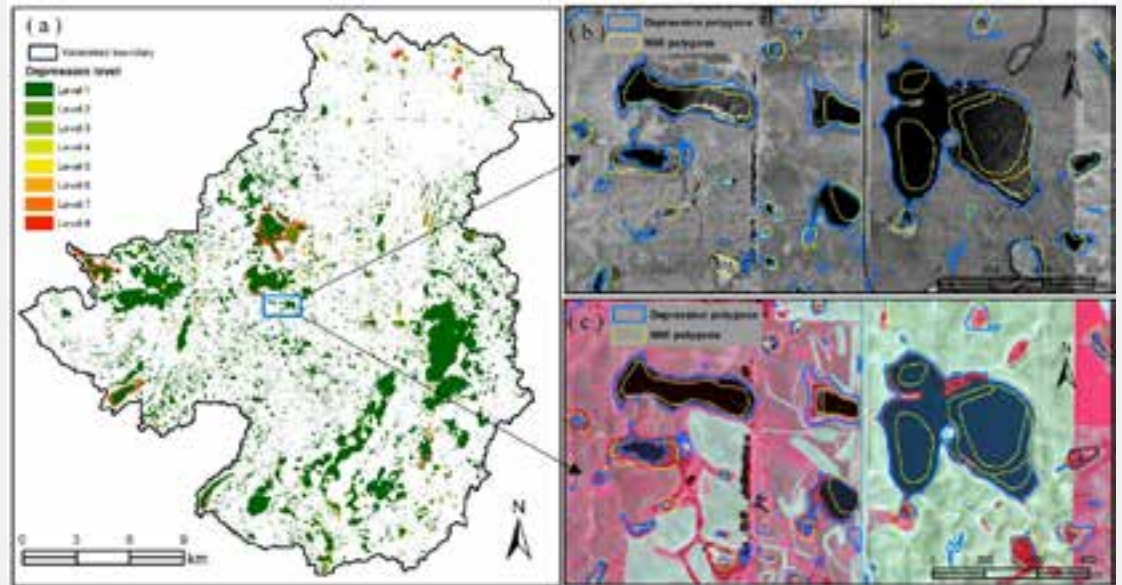 ( a )
Watershed boundary
Depression level
Level 1
Level 2
Level 3
Level 4
Level 5
Level 6
Level 7
Level 8
0 3 6 9
km
N
( b )
Depression polygons
NWI polygons
( c )
Depression polygons
NWI polygons